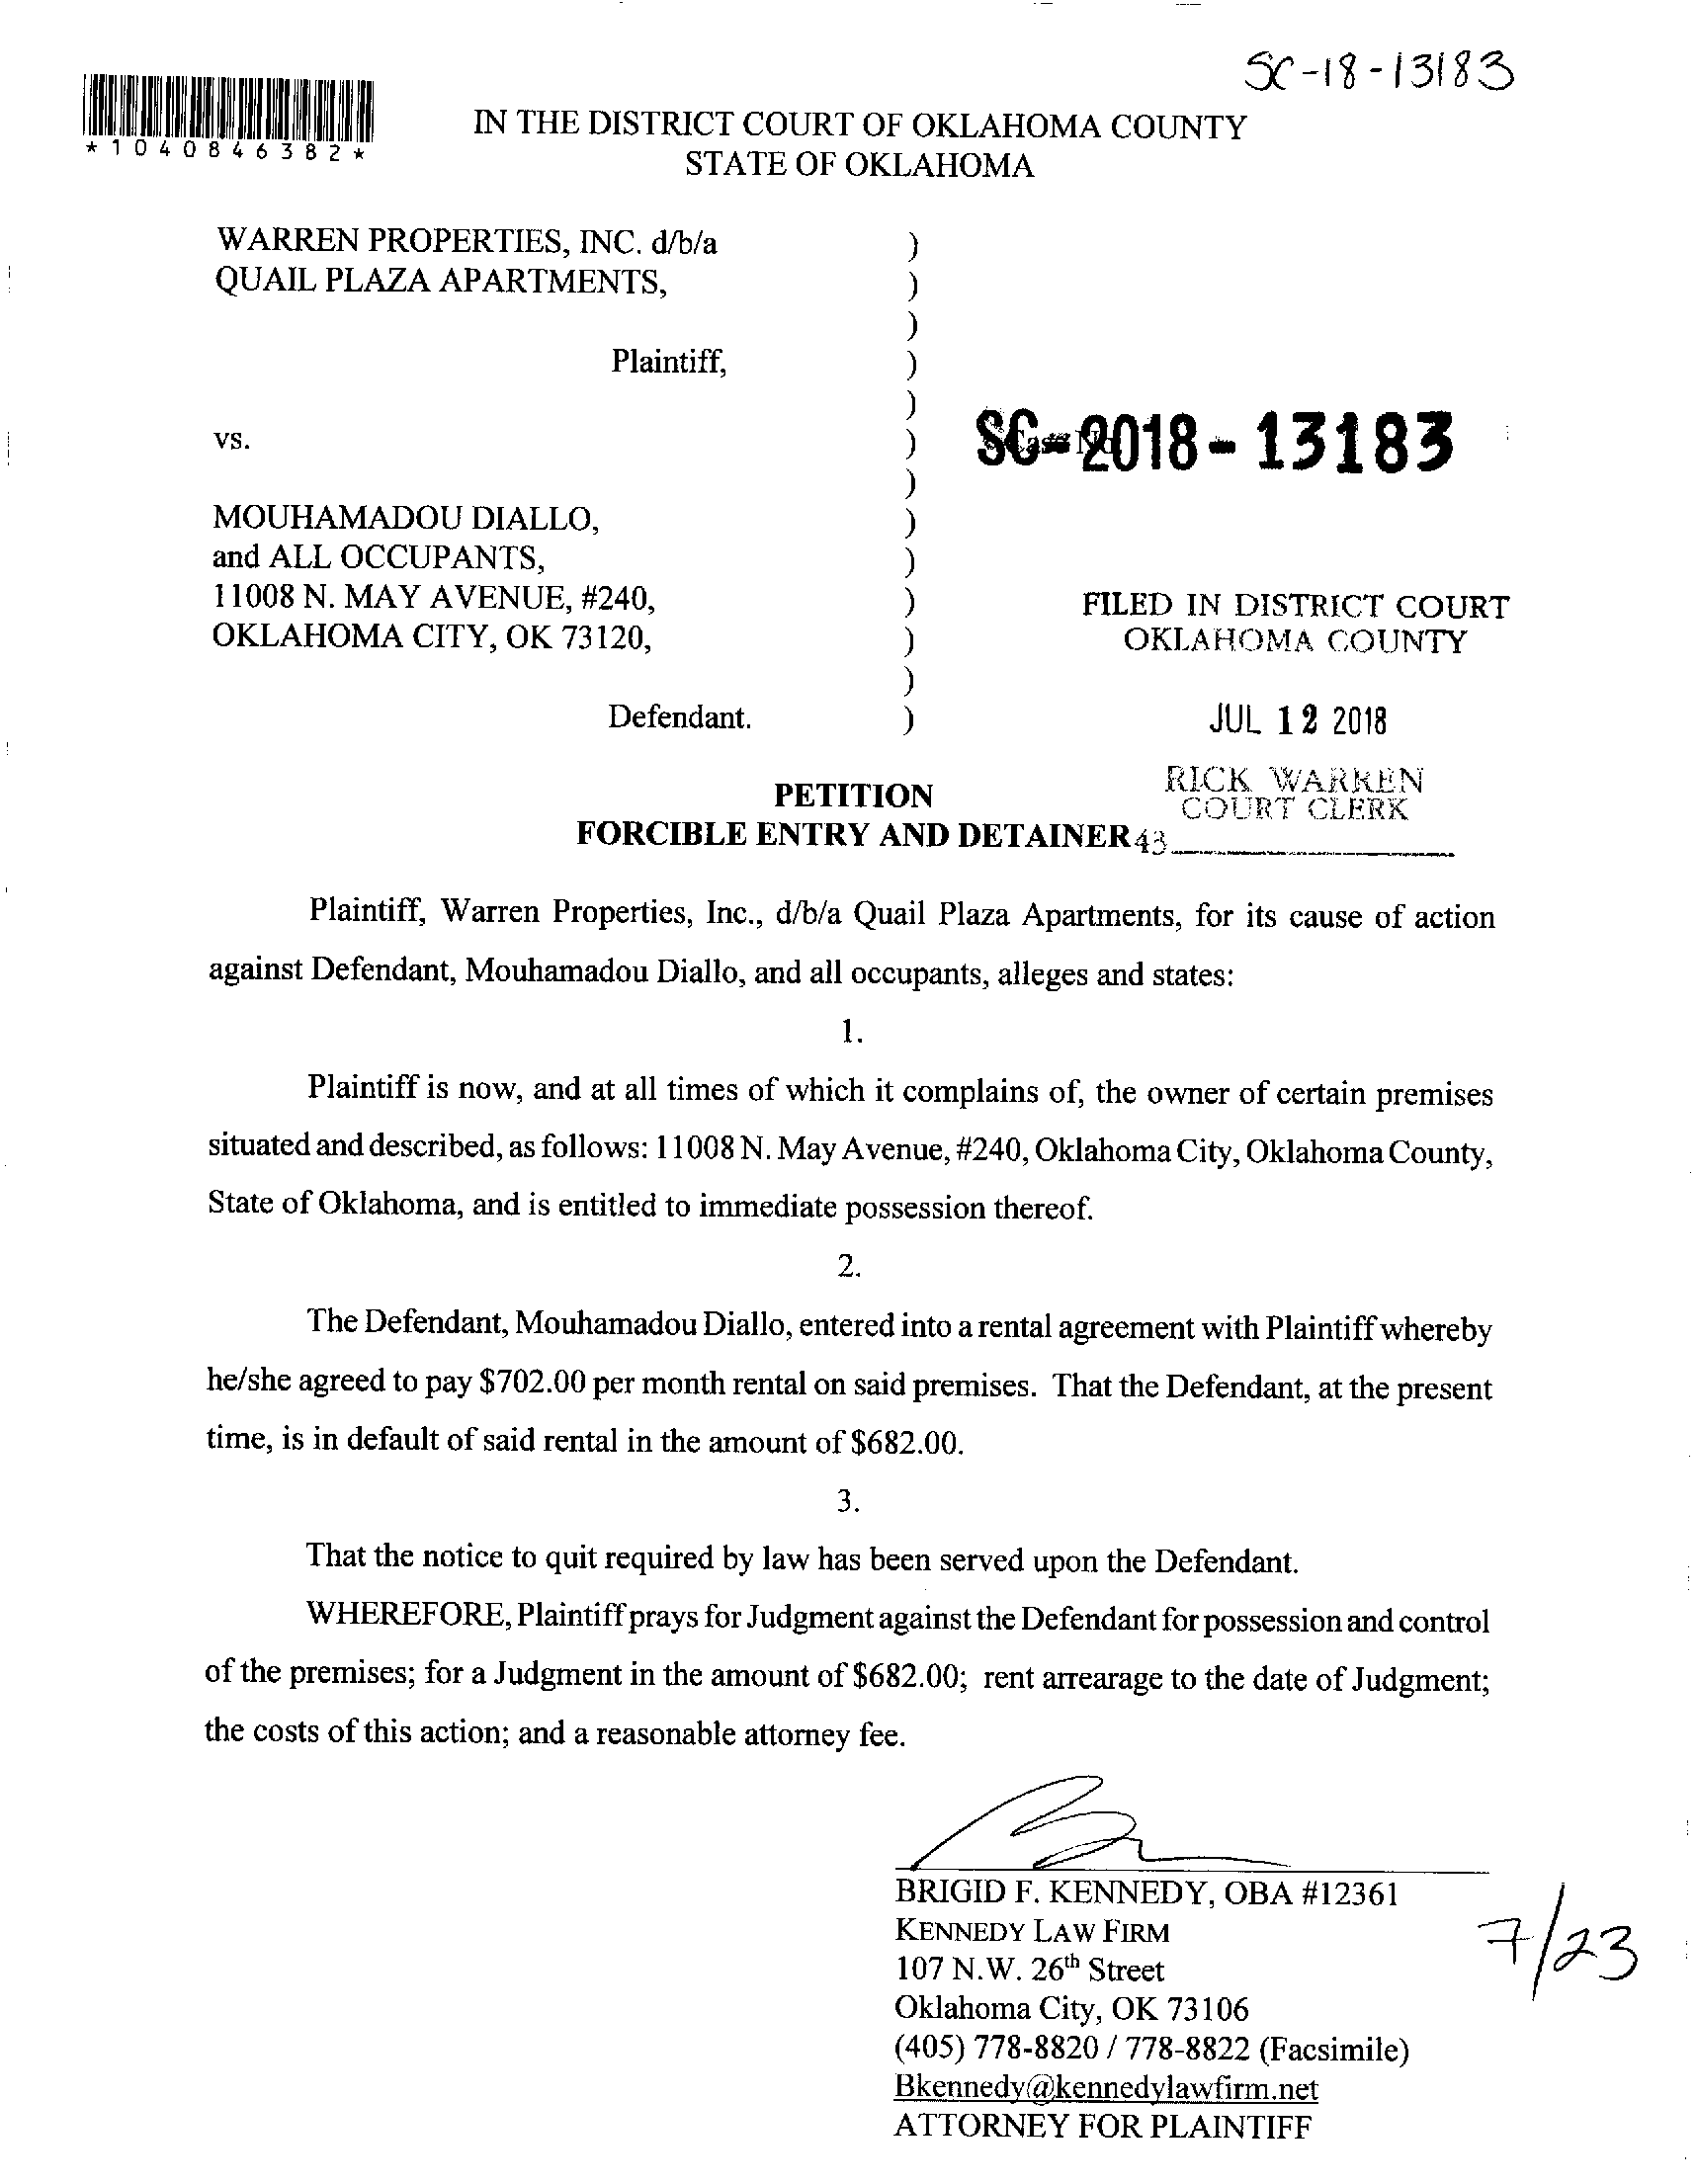 SC-18-13183
*1040846382*
IN THE DISTRICT COURT OF OKLAHOMA COUNTY
STATE OF OKLAHOMA
WARREN PROPERTIES, INC. d/b/a )
QUAIL PLAZA APARTMENTS, )
)
Plaintiff, )
)
vs. ) SC-2018-13183
)
MOUHAMADOU DIALLO, )
and ALL OCCUPANTS, )
11008 N. MAY AVENUE, #240, ) FILED IN DISTRICT COURT
OKLAHOMA CITY, OK 73120, ) OKLAHOMA COUNTY
)
Defendant. ) JUL 12 2018
RICK WARREN
COURT CLERK
PETITION
FORCIBLE ENTRY AND DETAINER 43
Plaintiff, Warren Properties, Inc., d/b/a Quail Plaza Apartments, for its cause of action
against Defendant, Mouhamadou Diallo, and all occupants, alleges and states:
1.
Plaintiff is now, and at all times of which it complains of, the owner of certain premises
situated and described, as follows: 11008 N. May Avenue, #240, Oklahoma City, Oklahoma County,
State of Oklahoma, and is entitled to immediate possession thereof.
2.
The Defendant, Mouhamadou Diallo, entered into a rental agreement with Plaintiff whereby
he/she agreed to pay $702.00 per month rental on said premises. That the Defendant, at the present
time, is in default of said rental in the amount of $682.00.
3.
That the notice to quit required by law has been served upon the Defendant.
WHEREFORE, Plaintiff prays for Judgment against the Defendant for possession and control
of the premises; for a Judgment in the amount of $682.00; rent arrearage to the date of Judgment;
the costs of this action; and a reasonable attorney fee.
BRIGID F. KENNEDY, OBA #12361
KENNEDY LAW FIRM
107 N.W. 26th Street
Oklahoma City, OK 73106
(405) 778-8820 / 778-8822 (Facsimile)
Bkennedy@kennedylawfirm.net
ATTORNEY FOR PLAINTIFF
7/23